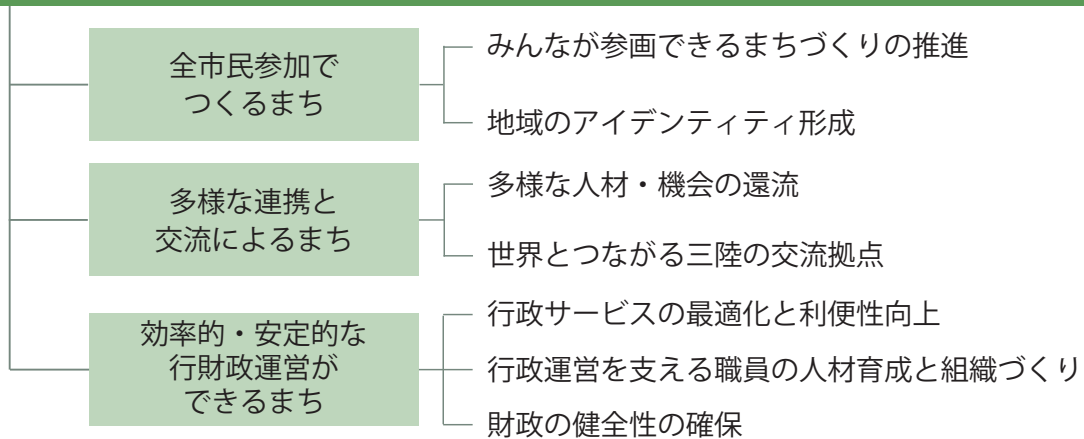 全市民参加で
つくるまち
みんなが参画できるまちづくりの推進
地域のアイデンティティ形成
多様な連携と
交流によるまち
多様な人材・機会の還流
世界とつながる三陸の交流拠点
効率的・安定的な
行財政運営が
できるまち
行政サービスの最適化と利便性向上
行政運営を支える職員の人材育成と組織づくり
財政の健全性の確保